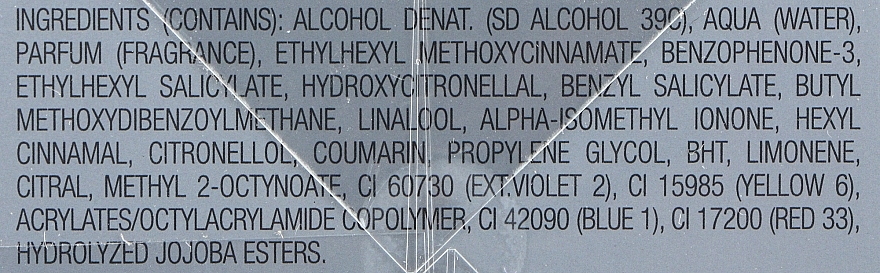 INGREDIENTS (CONTAINS): ALCOHOL DENAT. (SD ALCOHOL 39C), AQUA (WATER),
PARFUM (FRAGRANCE), ETHYLHEXYL METHOXYCINNAMATE, BENZOPHENONE-3,
ETHYLHEXYL SALICYLATE, HYDROXYCITRONELLAL, BENZYL SALICYLATE, BUTYL
METHOXYDIBENZOYLMETHANE, LINALOOL, ALPHA-ISOMETHYL IONONE, HEXYL
CINNAMAL, CITRONELLOL, COUMARIN, PROPYLENE GLYCOL, BHT, LIMONENE,
CITRAL, METHYL 2-OCTYNOATE, CI 60730 (EXT.VIOLET 2), CI 15985 (YELLOW 6),
ACRYLATES/OCTYLACRYLAMIDE COPOLYMER, CI 42090 (BLUE 1), CI 17200 (RED 33),
HYDROLYZED JOJOBA ESTERS.